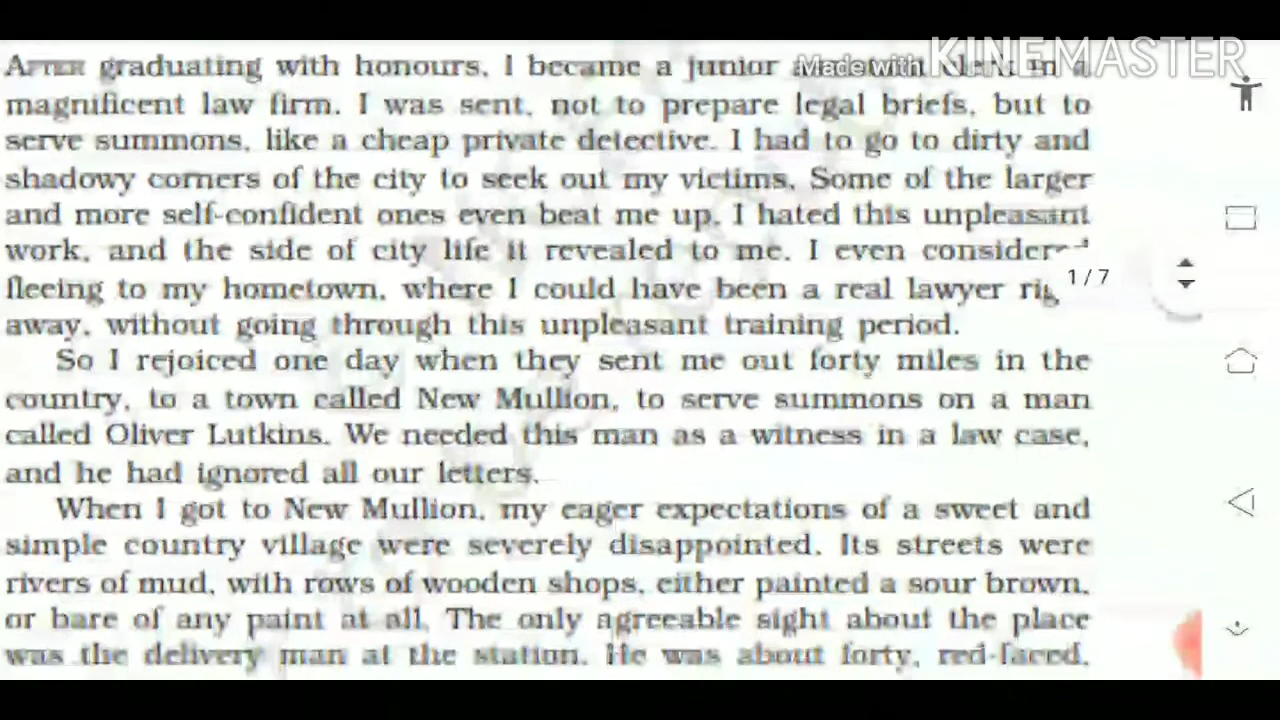 AFTER graduating with honours, I became a junior
Made with KINEMASTER
magnificent law firm. I was sent, not to prepare legal briefs, but to
serve summons, like a cheap private detective. I had to go to dirty and
shadowy corners of the city to seek out my victims. Some of the larger
and more self-confident ones even beat me up. I hated this unpleasant
work, and the side of city life it revealed to me. I even
fleeing to my hometown, where I could have been a real lawyer
1/7
away, without going through this unpleasant training period.
So I rejoiced one day when they sent me out forty miles in the
country, to a town called New Mullion, to serve summons on a man
called Oliver Lutkins. We needed this man as a witness in a law case,
and he had ignored all our letters.
When I got to New Mullion, my eager expectations of a sweet and
simple country village were severely disappointed. Its streets were
rivers of mud, with rows of wooden shops, either painted a sour brown,
or bare of any paint at all. The only agreeable sight about the place
was the delivery man at the station. He was about forty, red-faced,